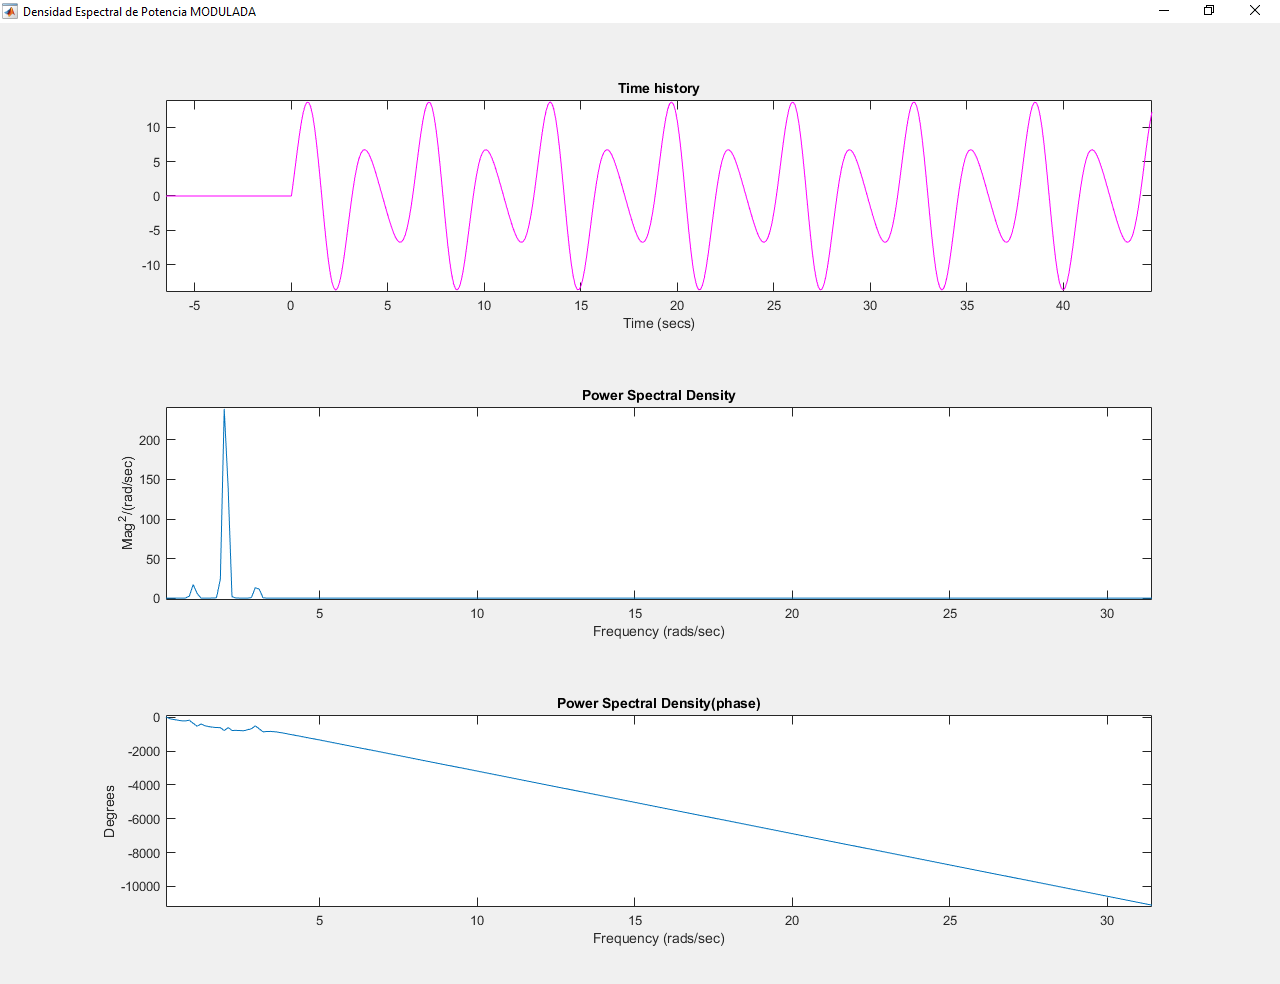 Densidad Espectral de Potencia MODULADA
Time history
10
5
0
-5
-10
-5 0 5 10 15 20 25 30 35 40
Time (secs)
Power Spectral Density
Mag²/(rad/sec)
200
150
100
50
0
5 10 15 20 25 30
Frequency (rads/sec)
Power Spectral Density(phase)
Degrees
0
-2000
-4000
-6000
-8000
-10000
5 10 15 20 25 30
Frequency (rads/sec)